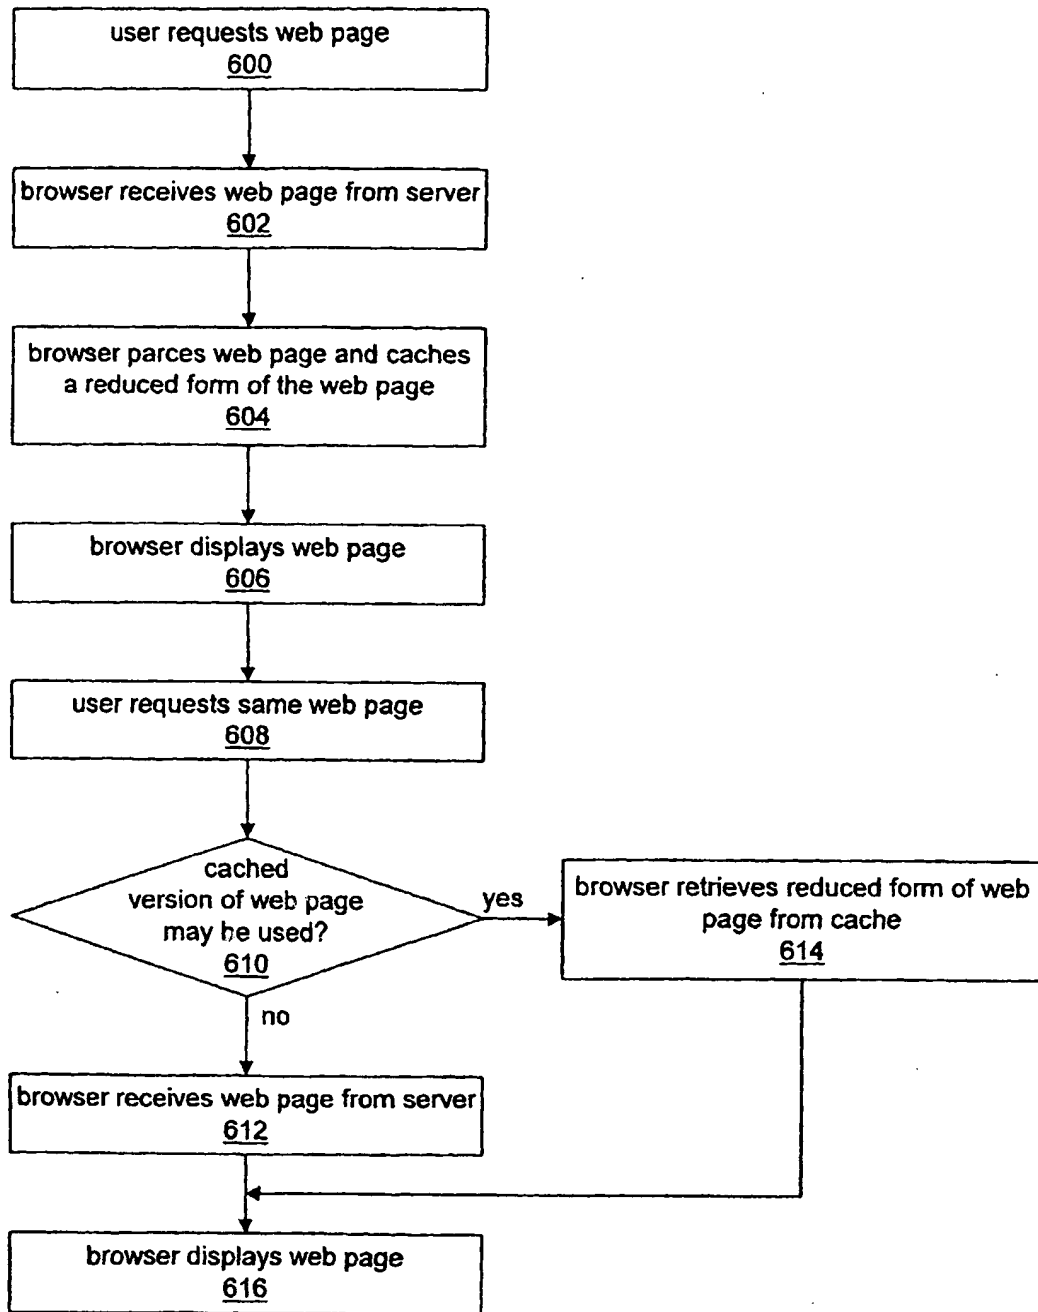 user requests web page
600
browser receives web page from server
602
browser parces web page and caches
a reduced form of the web page
604
browser displays web page
606
user requests same web page
608
cached
version of web page
may be used?
610
yes
browser retrieves reduced form of web
page from cache
614
no
browser receives web page from server
612
browser displays web page
616